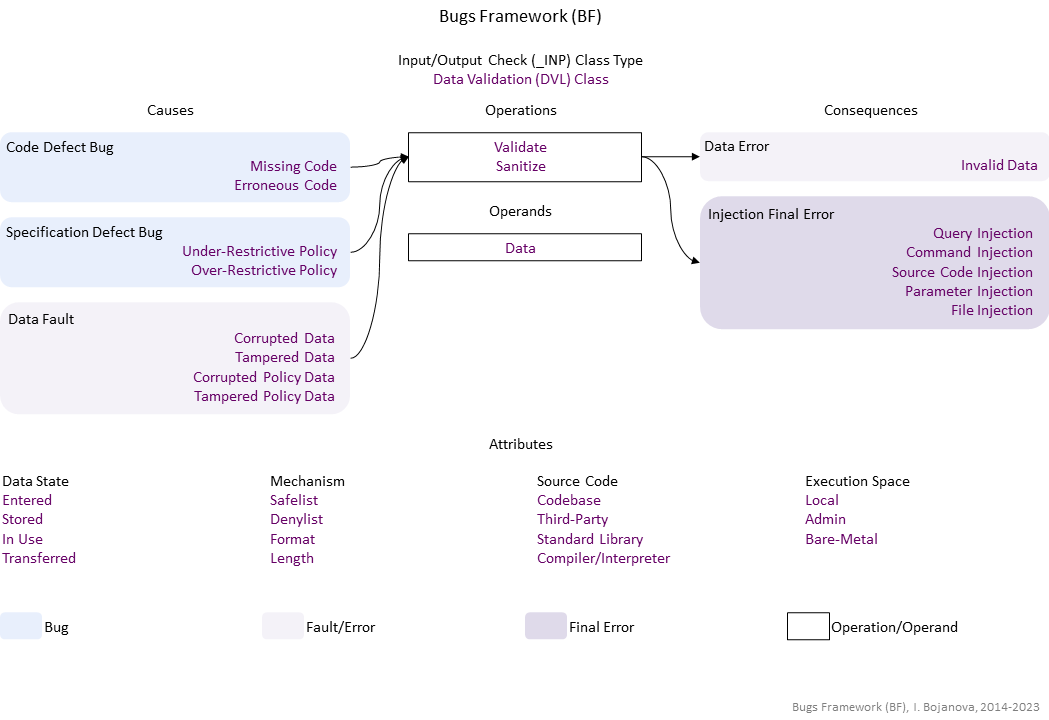 Bugs Framework (BF)
Input/Output Check (_INP) Class Type
Data Validation (DVL) Class
Causes
Operations
Consequences
Code Defect Bug
Missing Code
Erroneous Code
Specification Defect Bug
Under-Restrictive Policy
Over-Restrictive Policy
Data Fault
Corrupted Data
Tampered Data
Corrupted Policy Data
Tampered Policy Data
Validate
Sanitize
Operands
Data
Data Error
Invalid Data
Injection Final Error
Query Injection
Command Injection
Source Code Injection
Parameter Injection
File Injection
Attributes
Data State
Entered
Stored
In Use
Transferred
Mechanism
Safelist
Denylist
Format
Length
Source Code
Codebase
Third-Party
Standard Library
Compiler/Interpreter
Execution Space
Local
Admin
Bare-Metal
Bug
Fault/Error
Final Error
Operation/Operand
Bugs Framework (BF), I. Bojanova, 2014-2023